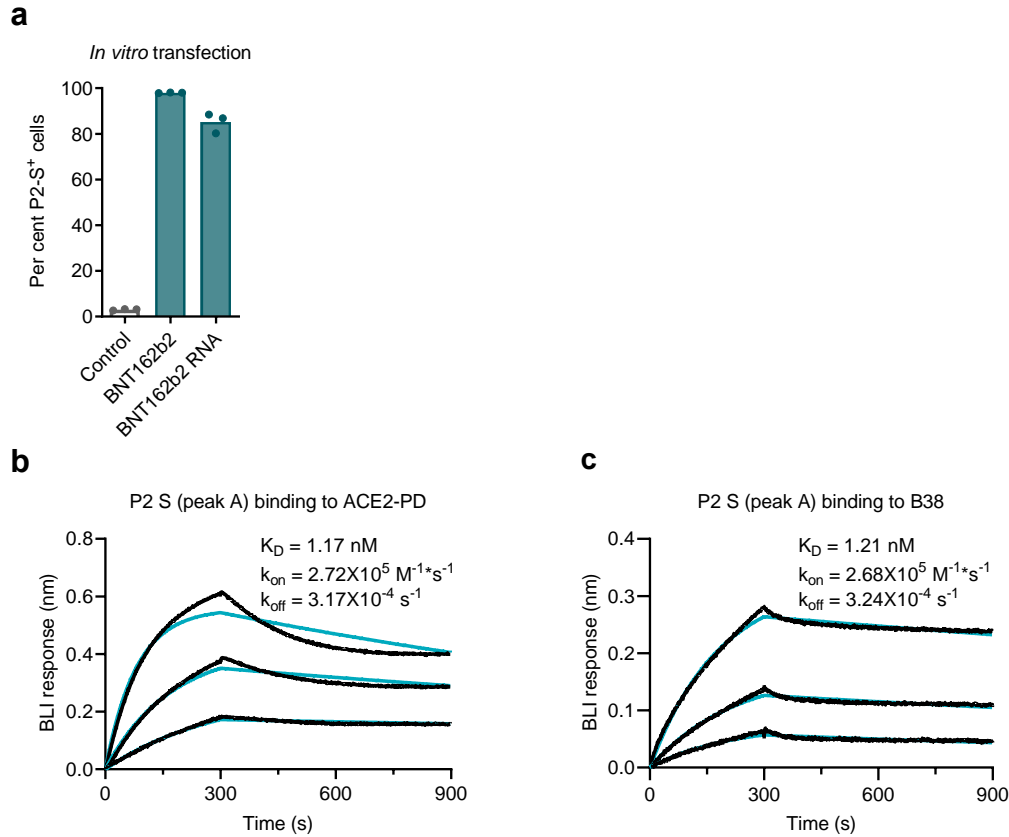 a
In vitro transfection
Per cent P2-S+ cells
100
80
60
40
20
0
Control
BNT162b2
BNT162b2 RNA
b
P2 S (peak A) binding to ACE2-PD
KD = 1.17 nM
kon = 2.72X10^5 M^-1*s^-1
koff = 3.17X10^-4 s^-1
BLI response (nm)
0.8
0.6
0.4
0.2
0.0
0 300 600 900
Time (s)
c
P2 S (peak A) binding to B38
KD = 1.21 nM
kon = 2.68X10^5 M^-1*s^-1
koff = 3.24X10^-4 s^-1
BLI response (nm)
0.4
0.3
0.2
0.1
0.0
0 300 600 900
Time (s)